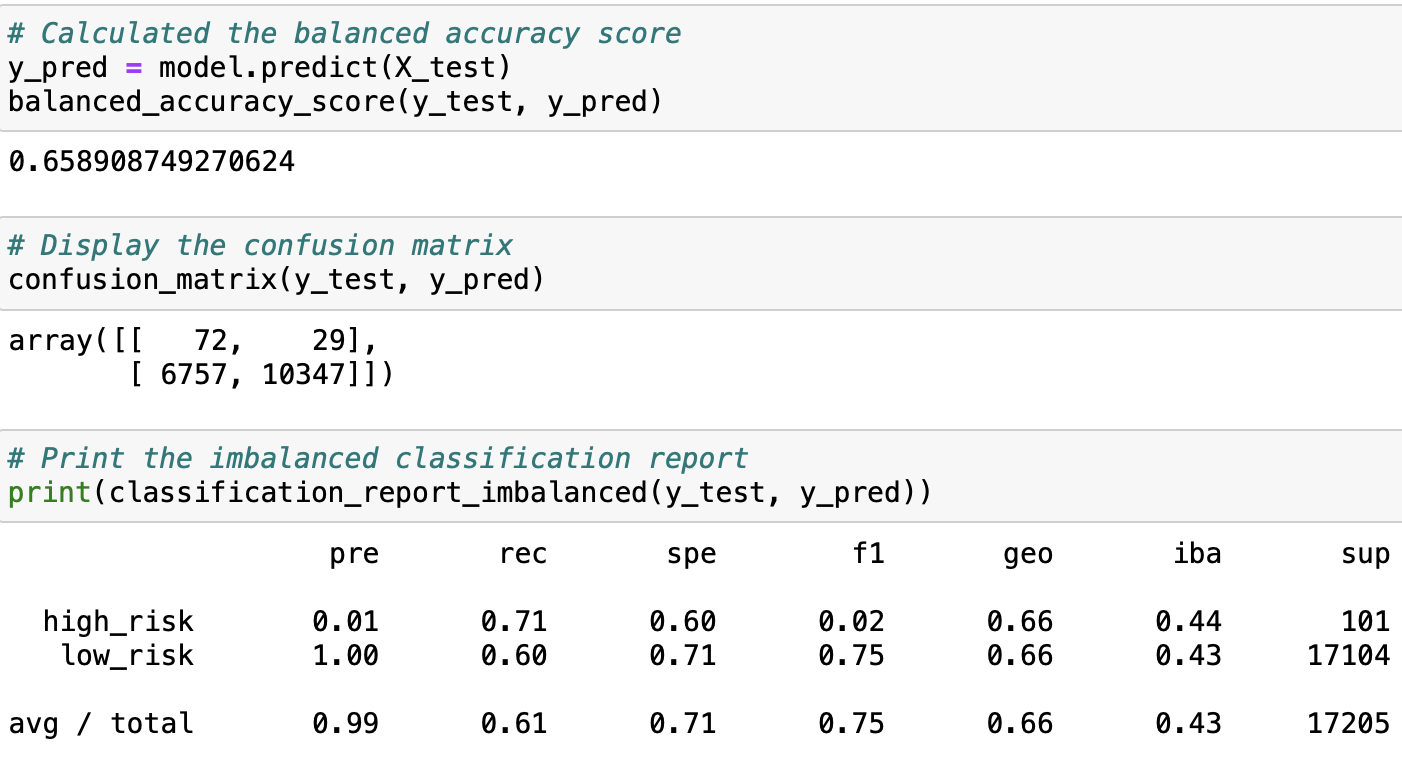 # Calculated the balanced accuracy score
y_pred = model.predict(X_test)
balanced_accuracy_score(y_test, y_pred)
0.658908749270624
# Display the confusion matrix
confusion_matrix(y_test, y_pred)
array([[   72,    29],
       [ 6757, 10347]])
# Print the imbalanced classification report
print(classification_report_imbalanced(y_test, y_pred))
                   pre       rec       spe        f1       geo       iba       sup
  high_risk       0.01      0.71      0.60      0.02      0.66      0.44       101
   low_risk       1.00      0.60      0.71      0.75      0.66      0.43     17104
avg / total       0.99      0.61      0.71      0.75      0.66      0.43     17205